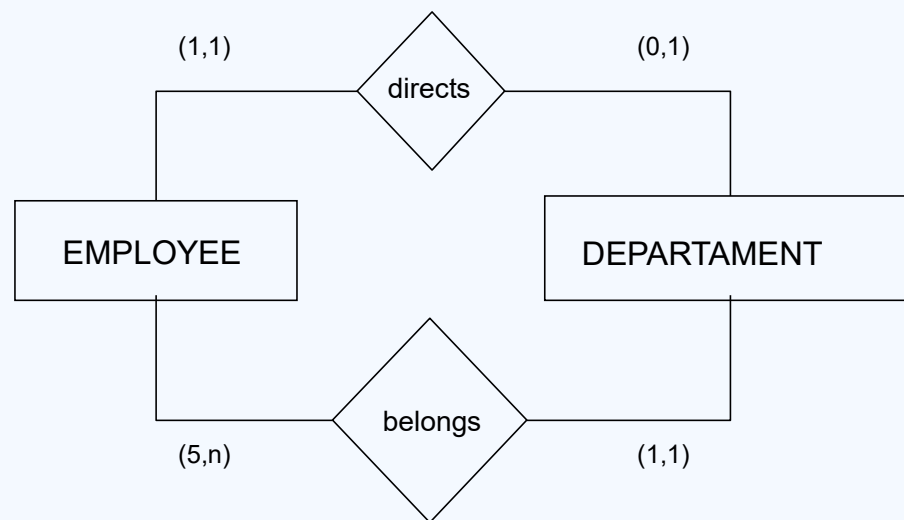 (1,1)
(0,1)
directs
EMPLOYEE
DEPARTAMENT
belongs
(5,n)
(1,1)